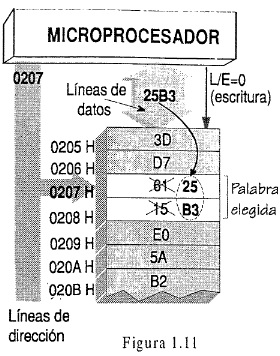 MICROPROCESADOR
0207
Líneas de
datos
25B3
L/E=0
(escritura)
0205 H 3D
0206 H D7
0207 H 61 25
0208 H 15 B3
Palabra
elegida
0209 H E0
020A H 5A
020B H B2
Líneas de
dirección
Figura 1.11